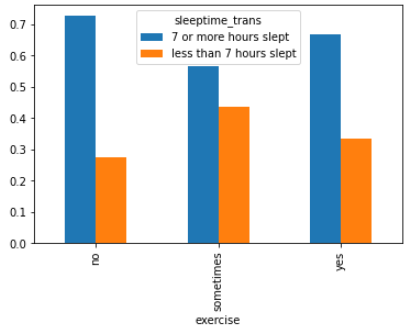 sleeptime_trans
7 or more hours slept
less than 7 hours slept
0.7
0.6
0.5
0.4
0.3
0.2
0.1
0.0
no
sometimes
yes
exercise